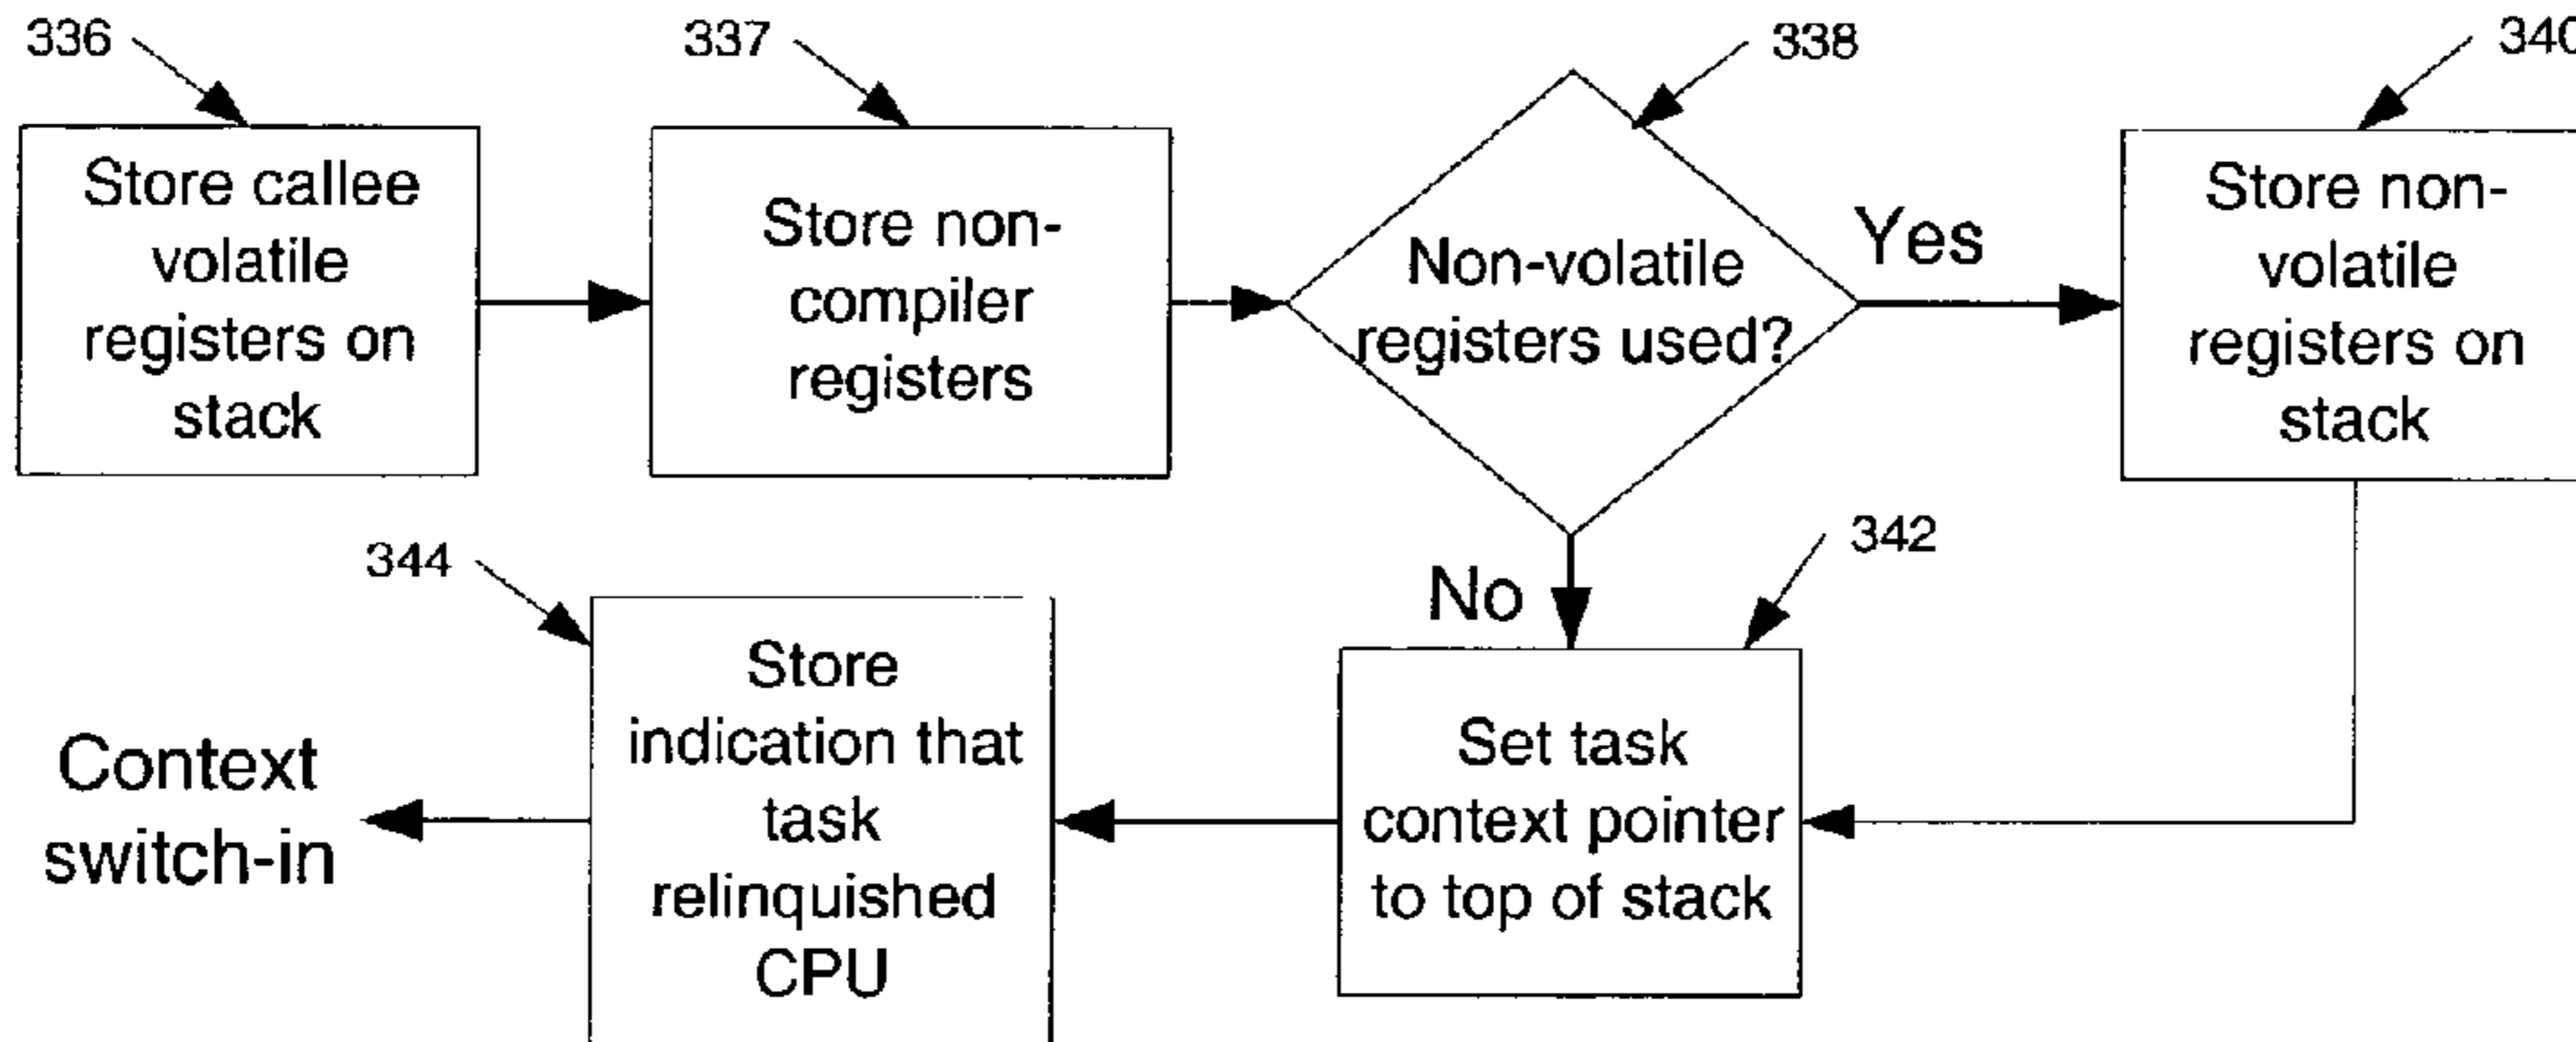 336
337
338
340
Store callee
volatile
registers on
stack
Store non-
compiler
registers
Non-volatile
registers used?
Yes
Store non-
volatile
registers on
stack
No
342
344
Set task
context pointer
to top of stack
Store
indication that
task
relinquished
CPU
Context
switch-in